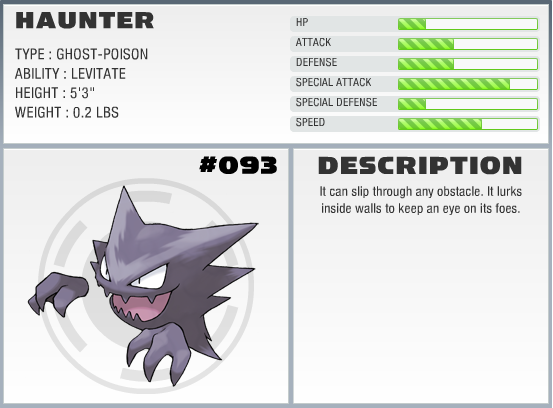 HAUNTER
TYPE : GHOST-POISON
ABILITY : LEVITATE
HEIGHT : 5'3"
WEIGHT : 0.2 LBS
HP
ATTACK
DEFENSE
SPECIAL ATTACK
SPECIAL DEFENSE
SPEED
#093
DESCRIPTION
It can slip through any obstacle. It lurks
inside walls to keep an eye on its foes.